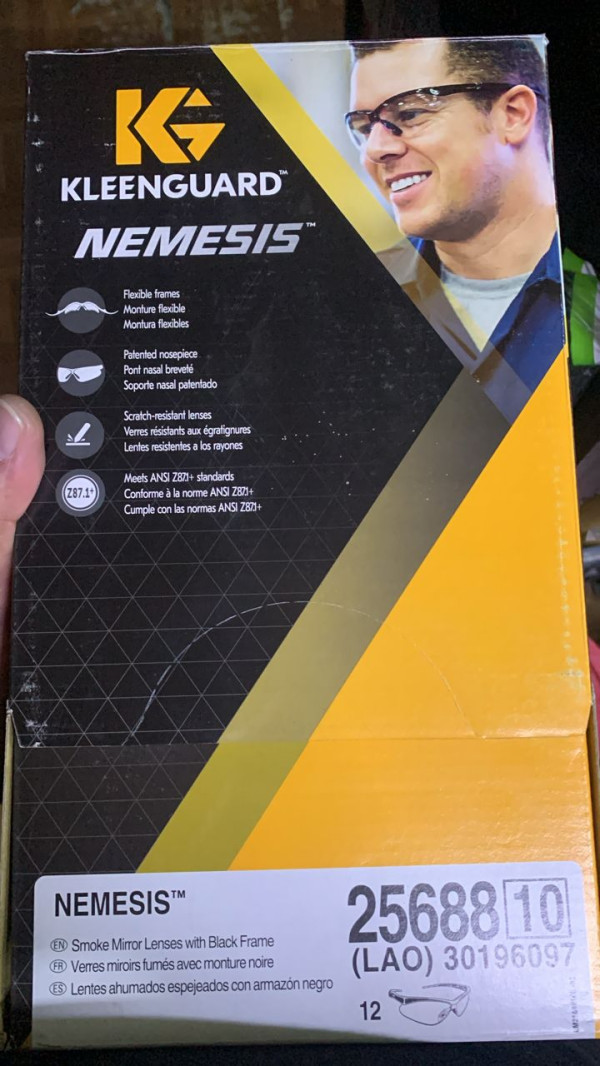 KLEENGUARD™
NEMESIS™
Flexible frames
Monture flexible
Montura flexibles
Patented nosepiece
Pont nasal breveté
Soporte nasal patentado
Scratch-resistant lenses
Verres résistants aux égratignures
Lentes resistentes a los rayones
Z87.1+
Meets ANSI Z87.1+ standards
Conforme à la norme ANSI Z87.1+
Cumple con las normas ANSI Z87.1+
NEMESIS™
25688 10
(LAO) 30196097
EN Smoke Mirror Lenses with Black Frame
FR Verres miroirs fumés avec monture noire
ES Lentes ahumados espejeados con armazón negro
12